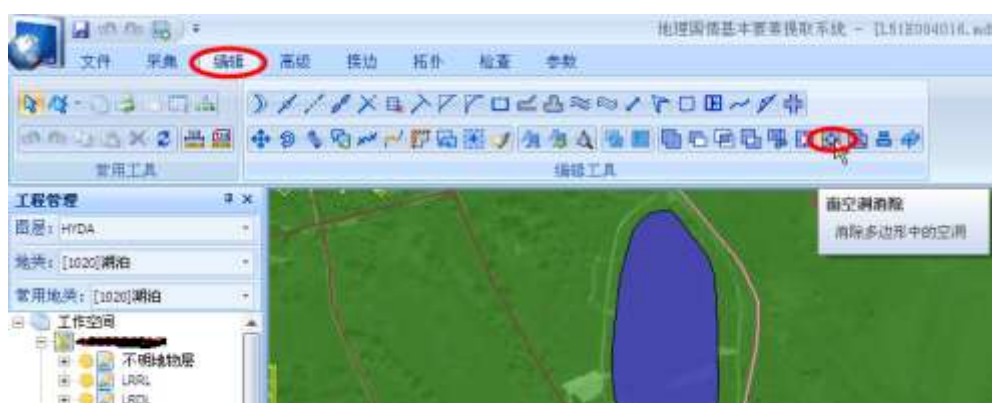 地理国情基本要素提取系统 - [L51E004016.md
文件 采集 编辑 高级 接边 拓扑 检查 参数
常用工具 编辑工具
工程管理
面空洞消除
图层: HYDA
消除多边形中的空洞
地类: [1020]湖泊
常用地类: [1020]湖泊
工作空间
不明地物层
LRRL
LRDL